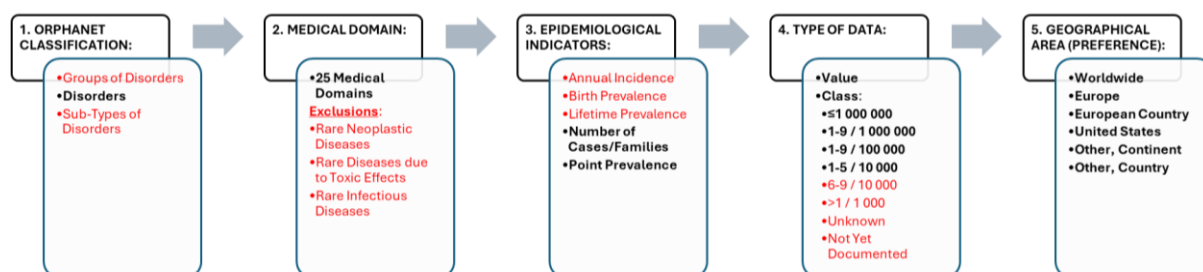 1. ORPHANET
CLASSIFICATION:
•Groups of Disorders
•Disorders
•Sub-Types of
Disorders
2. MEDICAL DOMAIN:
•25 Medical
Domains
Exclusions:
•Rare Neoplastic
Diseases
•Rare Diseases due
to Toxic Effects
•Rare Infectious
Diseases
3. EPIDEMIOLOGICAL
INDICATORS:
•Annual Incidence
•Birth Prevalence
•Lifetime Prevalence
•Number of
Cases/Families
•Point Prevalence
4. TYPE OF DATA:
•Value
•Class:
•≤1 000 000
•1-9 / 1 000 000
•1-9 / 100 000
•1-5 / 10 000
•6-9 / 10 000
•>1 / 1 000
•Unknown
•Not Yet
Documented
5. GEOGRAPHICAL
AREA (PREFERENCE):
•Worldwide
•Europe
•European Country
•United States
•Other, Continent
•Other, Country